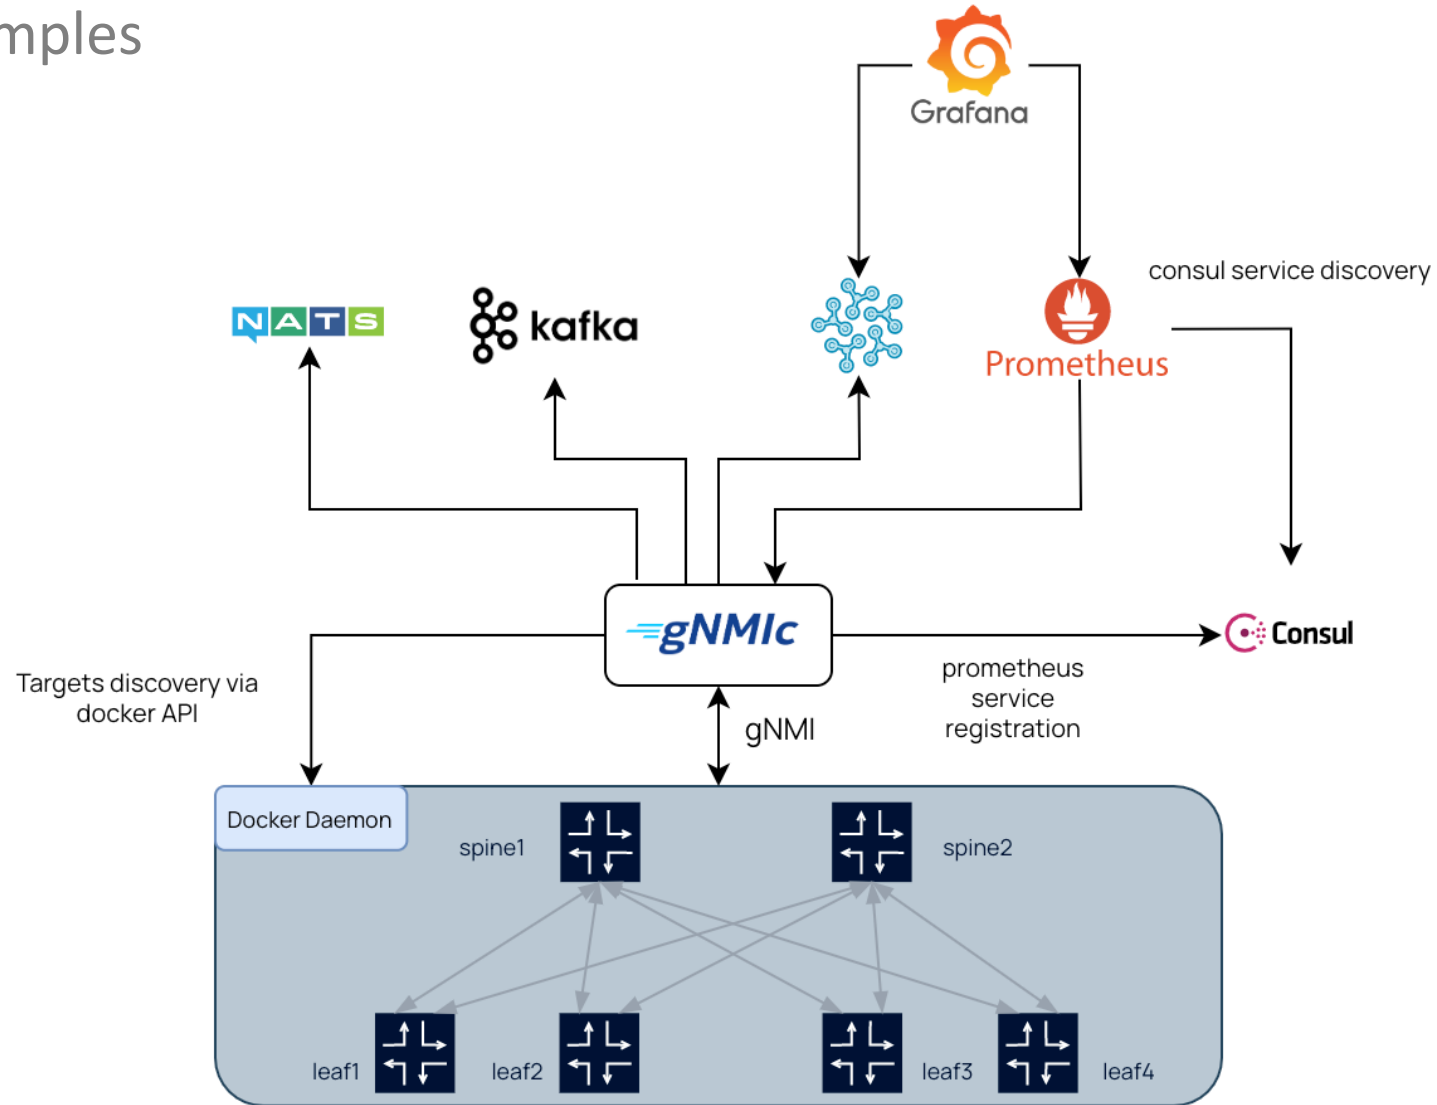 mples
Grafana
consul service discovery
NATS
kafka
Prometheus
gNMIc
Consul
Targets discovery via
docker API
prometheus
service
registration
gNMI
Docker Daemon
spine1
spine2
leaf1
leaf2
leaf3
leaf4